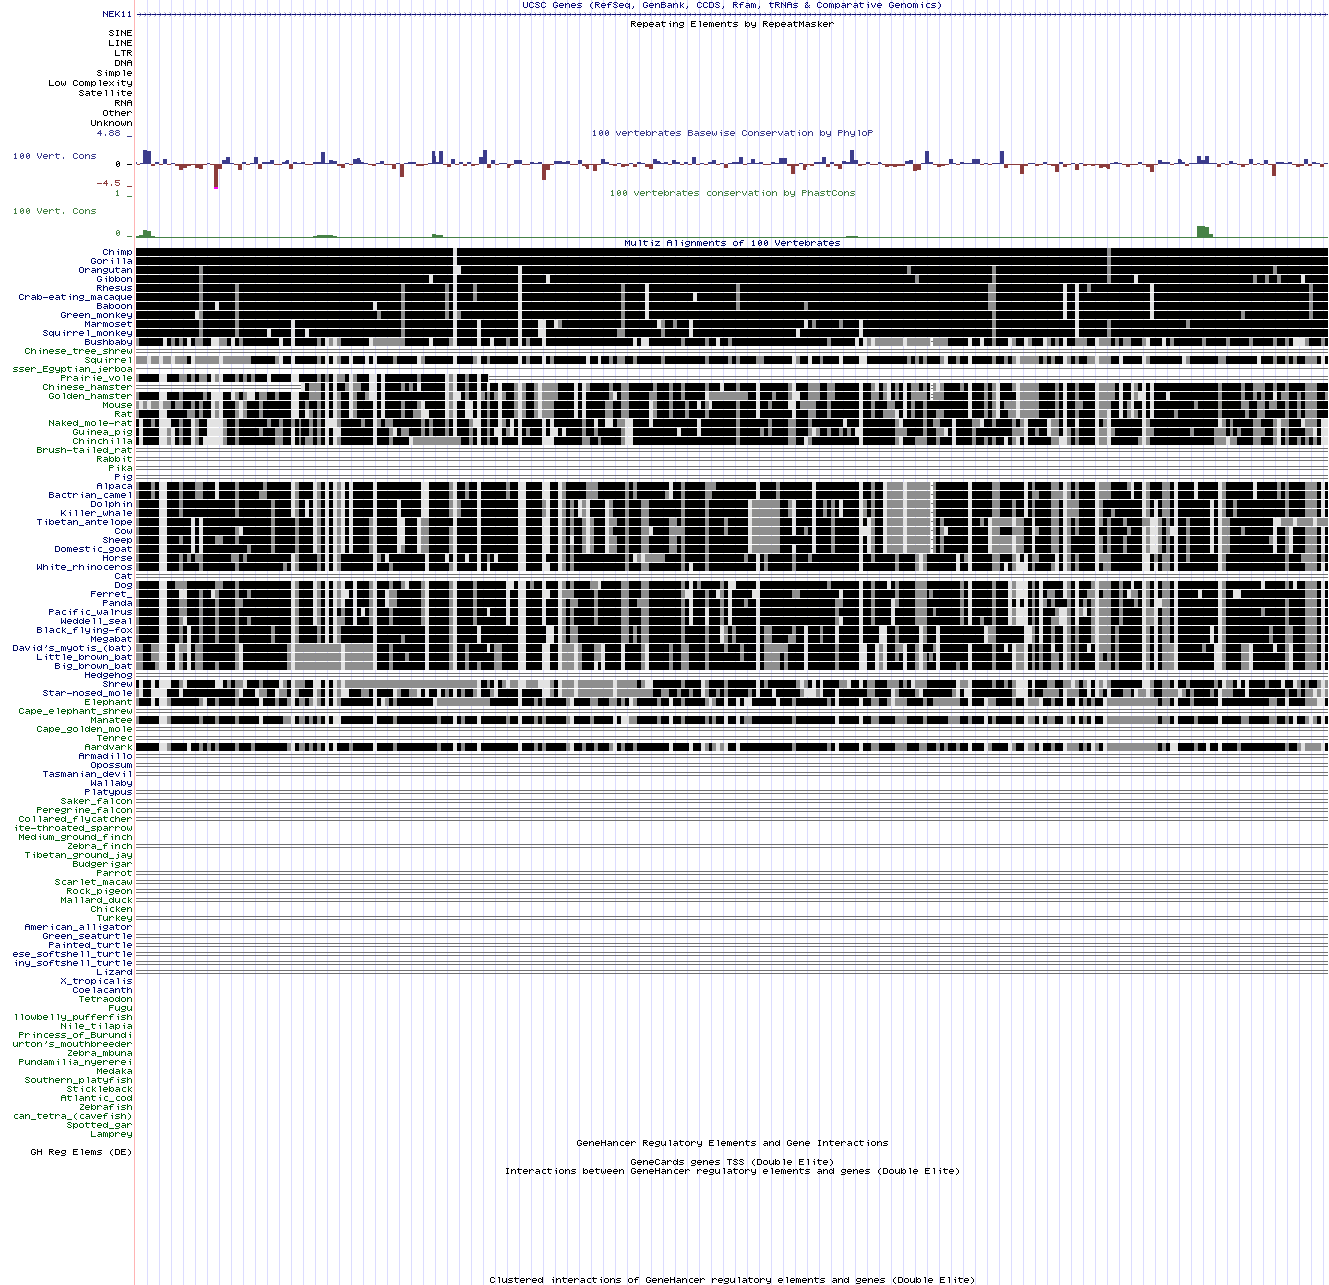 UCSC Genes (RefSeq, GenBank, CCDS, Rfam, tRNAs & Comparative Genomics)
NEK11
Repeating Elements by RepeatMasker
SINE
LINE
LTR
DNA
Simple
Low Complexity
Satellite
RNA
Other
Unknown
4.88 _
100 vertebrates Basewise Conservation by PhyloP
100 Vert. Cons
0 _
-4.5 _
100 vertebrates conservation by PhastCons
1 _
100 Vert. Cons
0 _
Multiz Alignments of 100 Vertebrates
Chimp
Gorilla
Orangutan
Gibbon
Rhesus
Crab-eating_macaque
Baboon
Green_monkey
Marmoset
Squirrel_monkey
Bushbaby
Chinese_tree_shrew
Squirrel
sser_Egyptian_jerboa
Prairie_vole
Chinese_hamster
Golden_hamster
Mouse
Rat
Naked_mole-rat
Guinea_pig
Chinchilla
Brush-tailed_rat
Rabbit
Pika
Pig
Alpaca
Bactrian_camel
Dolphin
Killer_whale
Tibetan_antelope
Cow
Sheep
Domestic_goat
Horse
White_rhinoceros
Cat
Dog
Ferret_
Panda
Pacific_walrus
Weddell_seal
Black_flying-fox
Megabat
David's_myotis_(bat)
Little_brown_bat
Big_brown_bat
Hedgehog
Shrew
Star-nosed_mole
Elephant
Cape_elephant_shrew
Manatee
Cape_golden_mole
Tenrec
Aardvark
Armadillo
Opossum
Tasmanian_devil
Wallaby
Platypus
Saker_falcon
Peregrine_falcon
Collared_flycatcher
ite-throated_sparrow
Medium_ground_finch
Zebra_finch
Tibetan_ground_jay
Budgerigar
Parrot
Scarlet_macaw
Rock_pigeon
Mallard_duck
Chicken
Turkey
American_alligator
Green_seaturtle
Painted_turtle
ese_softshell_turtle
iny_softshell_turtle
Lizard
X_tropicalis
Coelacanth
Tetraodon
Fugu
llowbelly_pufferfish
Nile_tilapia
Princess_of_Burundi
urton's_mouthbreeder
Zebra_mbuna
Pundamilia_nyererei
Medaka
Southern_platyfish
Stickleback
Atlantic_cod
Zebrafish
can_tetra_(cavefish)
Spotted_gar
Lamprey
GeneHancer Regulatory Elements and Gene Interactions
GH Reg Elems (DE)
GeneCards genes TSS (Double Elite)
Interactions between GeneHancer regulatory elements and genes (Double Elite)
Clustered interactions of GeneHancer regulatory elements and genes (Double Elite)